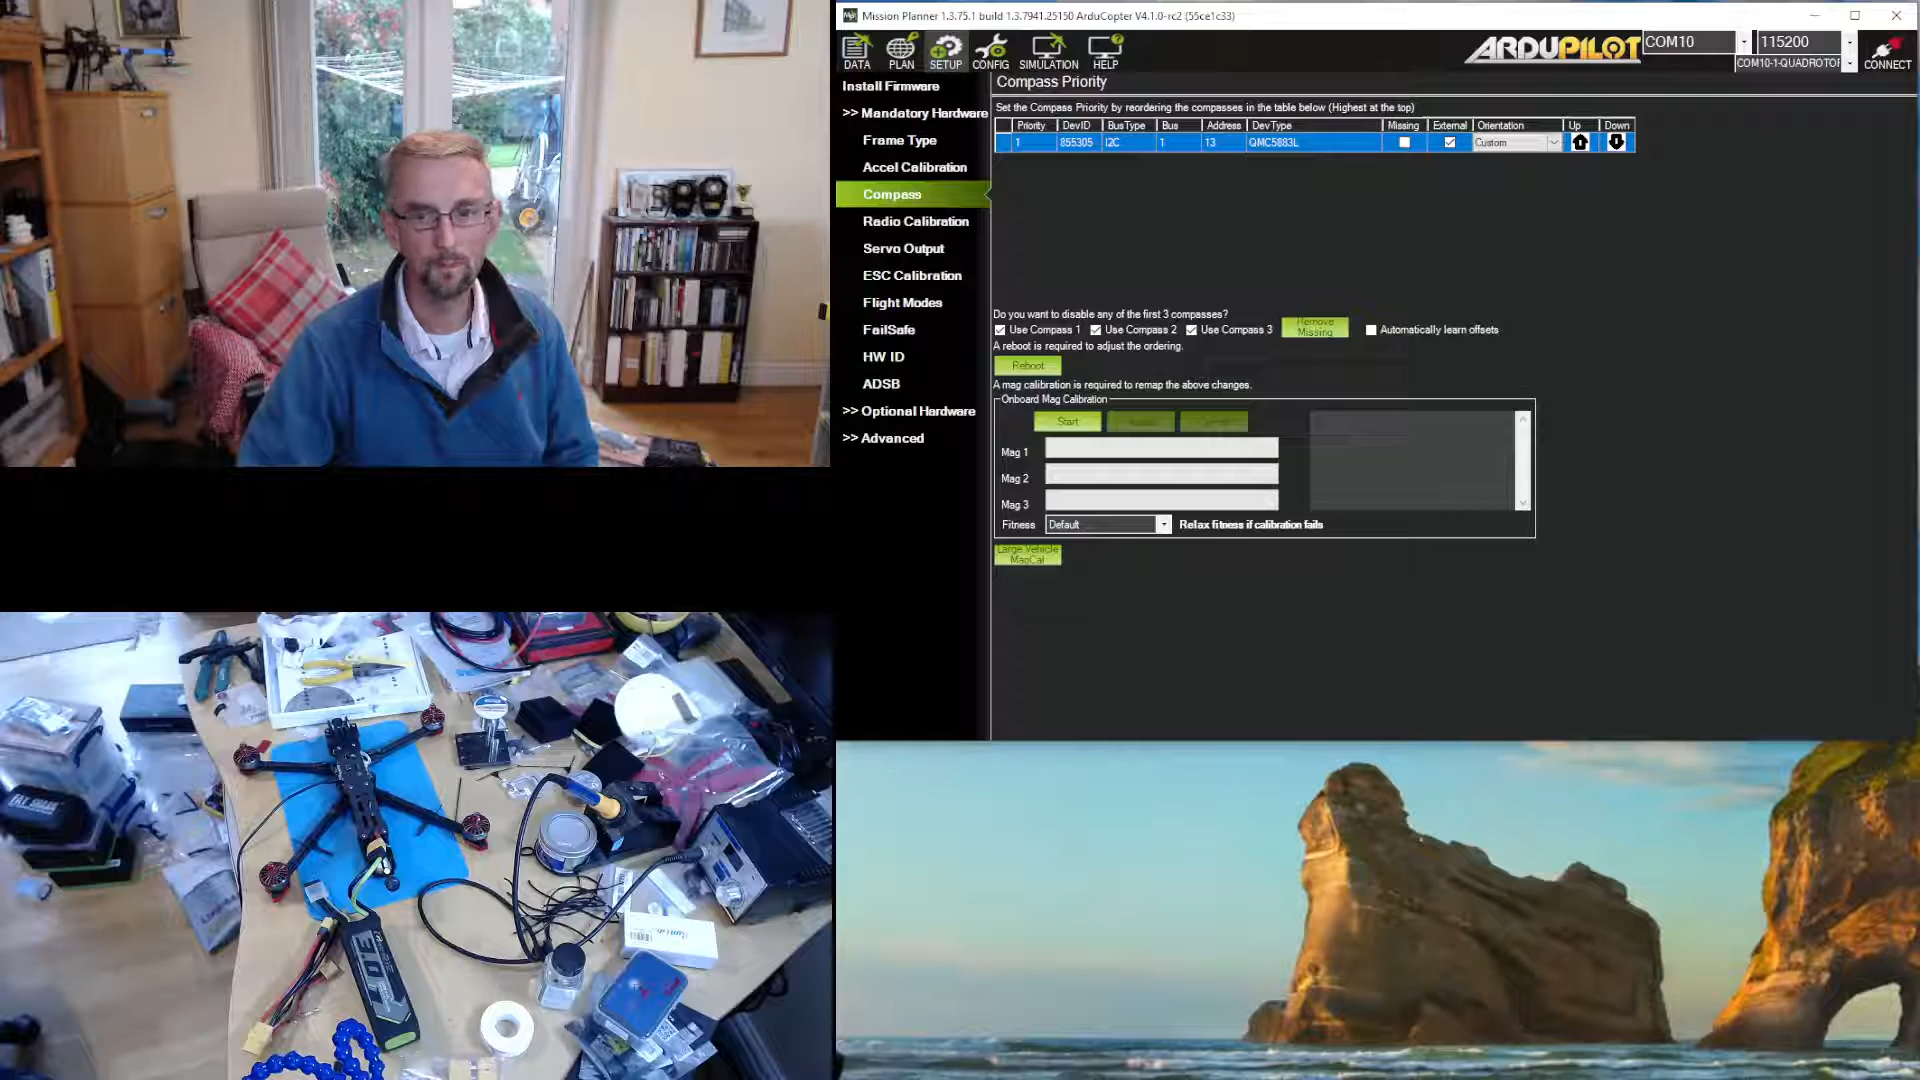 Mission Planner 1.3.75.1 build 1.3.7941.25150 ArduCopter V4.1.0-rc2 (55ce1c33)
DATA PLAN SETUP CONFIG SIMULATION HELP
ARDUPILOT
COM10 115200
COM10-1-QUADROTOR
CONNECT
Install Firmware
>> Mandatory Hardware
Frame Type
Accel Calibration
Compass
Radio Calibration
Servo Output
ESC Calibration
Flight Modes
FailSafe
HW ID
ADSB
>> Optional Hardware
>> Advanced
Compass Priority
Set the Compass Priority by reordering the compasses in the table below (Highest at the top)
Priority DevID BusType Bus Address DevType Missing External Orientation Up Down
1 855305 I2C 1 13 QMC5883L Custom
Do you want to disable any of the first 3 compasses?
Use Compass 1 Use Compass 2 Use Compass 3 Remove Missing Automatically learn offsets
A reboot is required to adjust the ordering.
Reboot
A mag calibration is required to remap the above changes.
Onboard Mag Calibration
Start
Mag 1
Mag 2
Mag 3
Fitness Default Relax fitness if calibration fails
Large Vehicle
MagCal
FAT SHARK
3.0